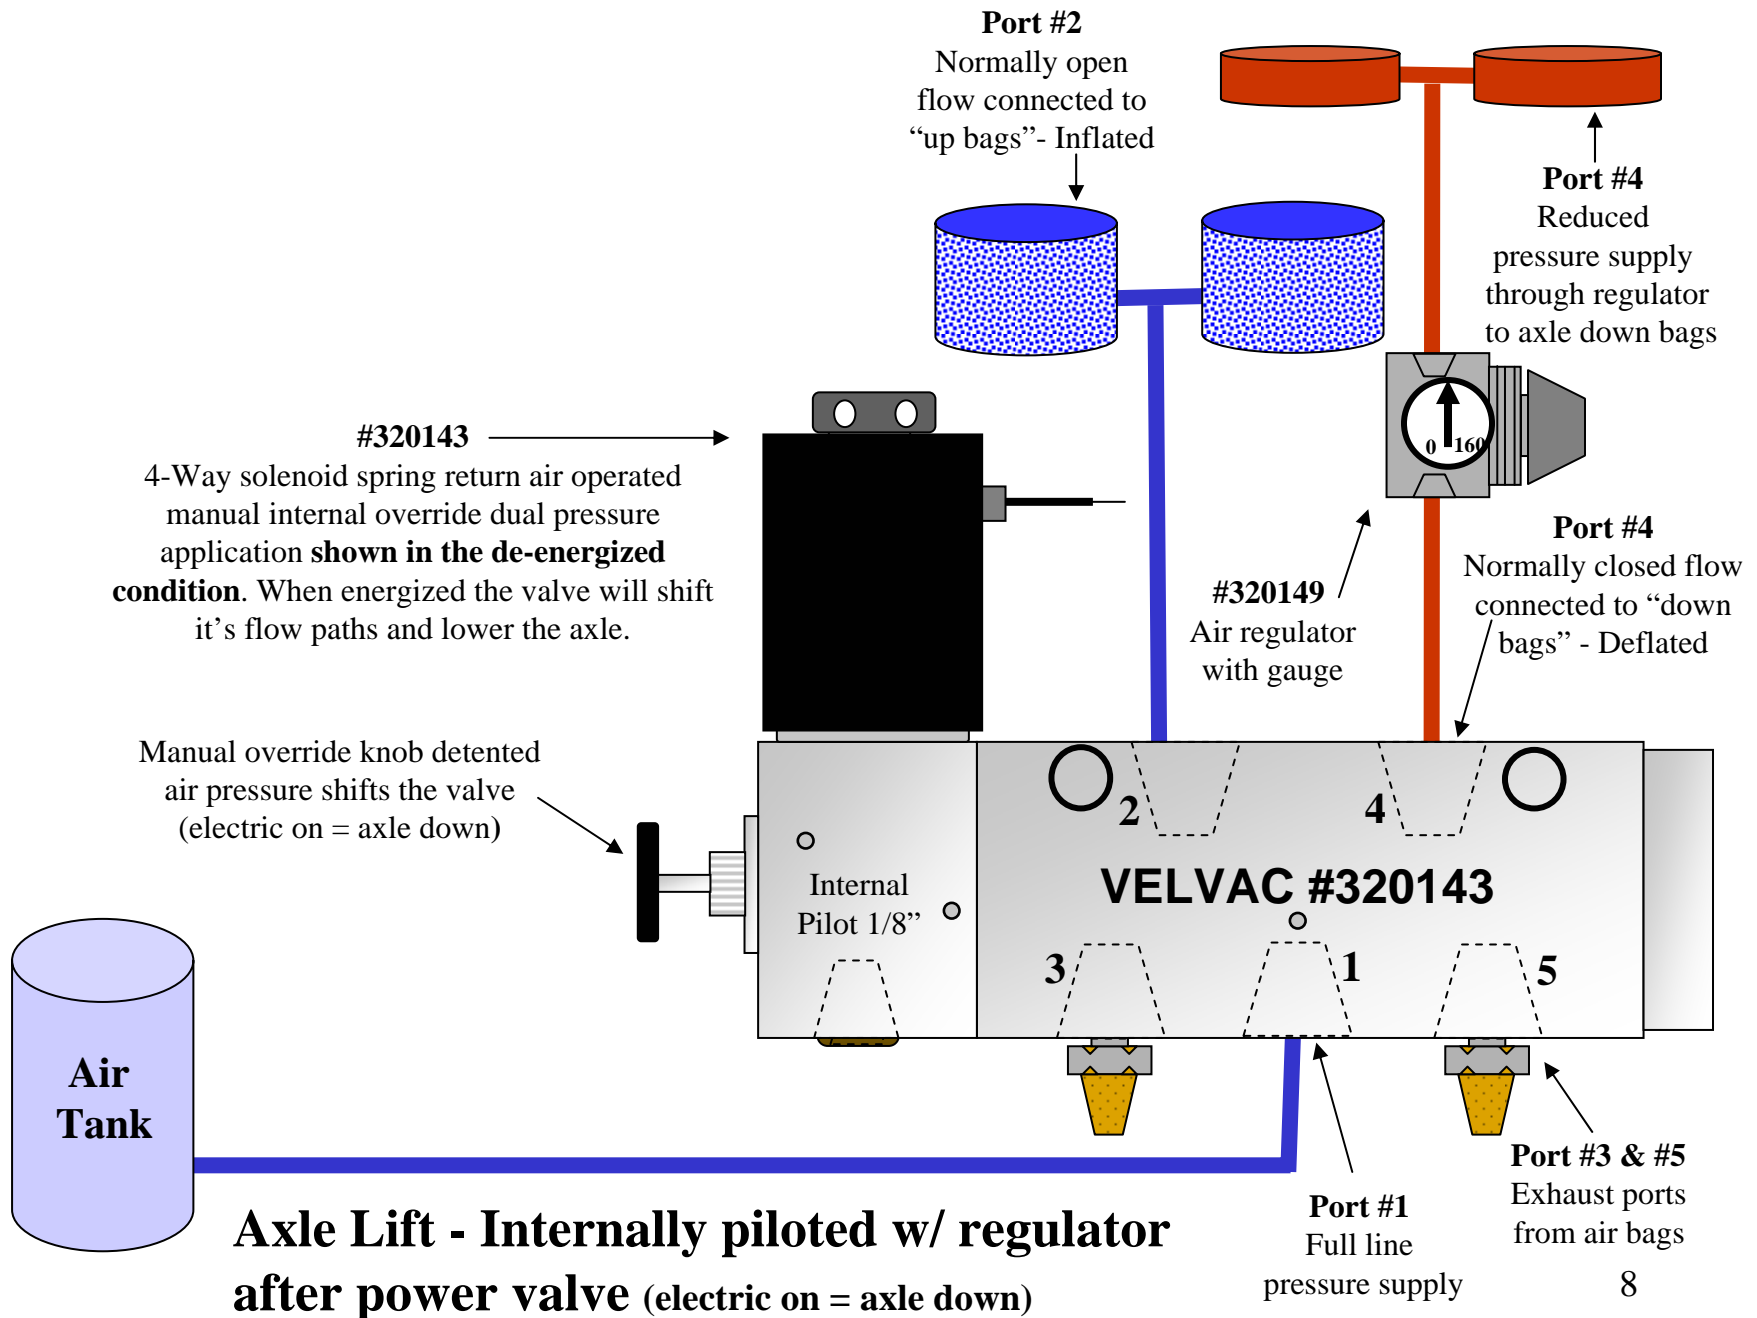 Port #2
Normally open
flow connected to
“up bags”- Inflated
Port #4
Reduced
pressure supply
through regulator
to axle down bags
#320143
4-Way solenoid spring return air operated
manual internal override dual pressure
application shown in the de-energized
condition. When energized the valve will shift
it’s flow paths and lower the axle.
0 160
#320149
Air regulator
with gauge
Port #4
Normally closed flow
connected to “down
bags” - Deflated
Manual override knob detented
air pressure shifts the valve
(electric on = axle down)
2
4
VELVAC #320143
Internal
Pilot 1/8”
3
1
5
Air
Tank
Port #3 & #5
Exhaust ports
from air bags
Port #1
Full line
pressure supply
Axle Lift - Internally piloted w/ regulator
after power valve (electric on = axle down)
8